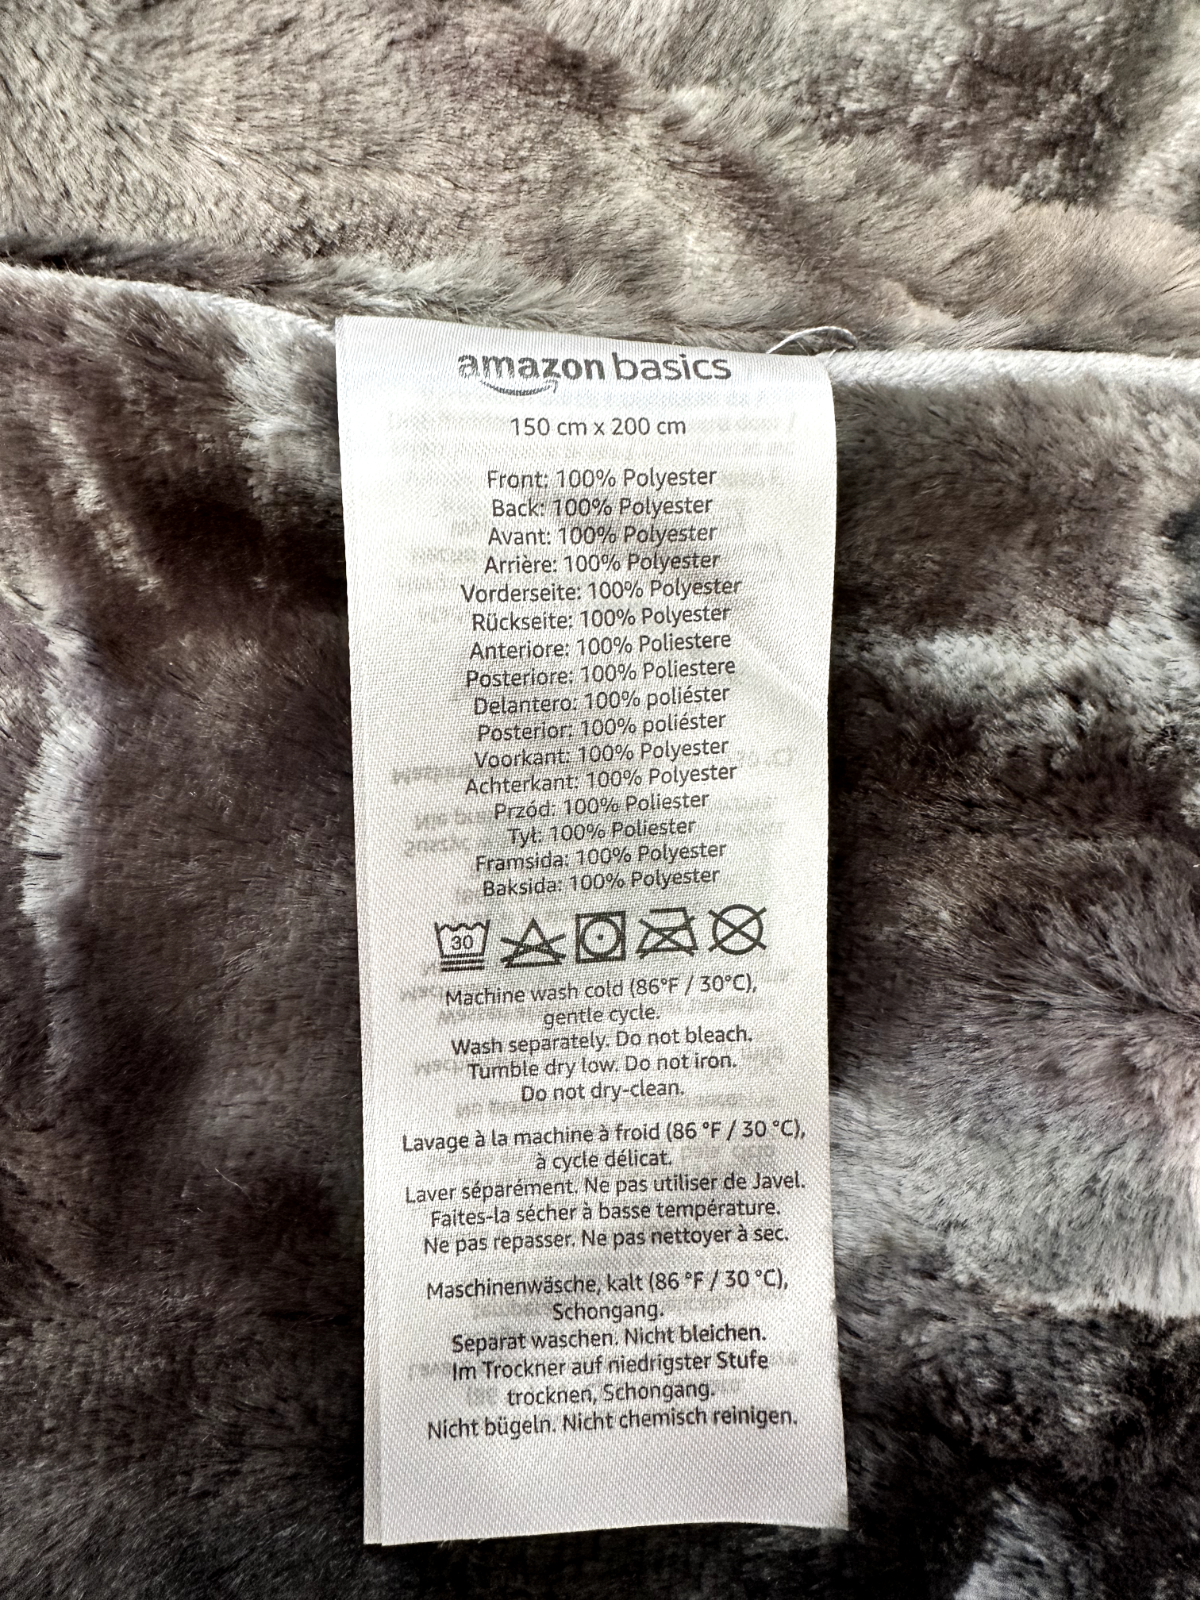 amazon basics
150 cm x 200 cm
Front: 100% Polyester
Back: 100% Polyester
Avant: 100% Polyester
Arrière: 100% Polyester
Vorderseite: 100% Polyester
Rückseite: 100% Polyester
Anteriore: 100% Poliestere
Posteriore: 100% Poliestere
Delantero: 100% poliéster
Posterior: 100% poliéster
Voorkant: 100% Polyester
Achterkant: 100% Polyester
Przód: 100% Poliester
Tył: 100% Poliester
Framsida: 100% Polyester
Baksida: 100% Polyester
30
Machine wash cold (86°F / 30°C),
gentle cycle.
Wash separately. Do not bleach.
Tumble dry low. Do not iron.
Do not dry-clean.
Lavage à la machine à froid (86 °F / 30 °C),
à cycle délicat.
Laver séparément. Ne pas utiliser de Javel.
Faites-la sécher à basse température.
Ne pas repasser. Ne pas nettoyer à sec.
Maschinenwäsche, kalt (86 °F / 30 °C),
Schongang.
Separat waschen. Nicht bleichen.
Im Trockner auf niedrigster Stufe
trocknen, Schongang.
Nicht bügeln. Nicht chemisch reinigen.